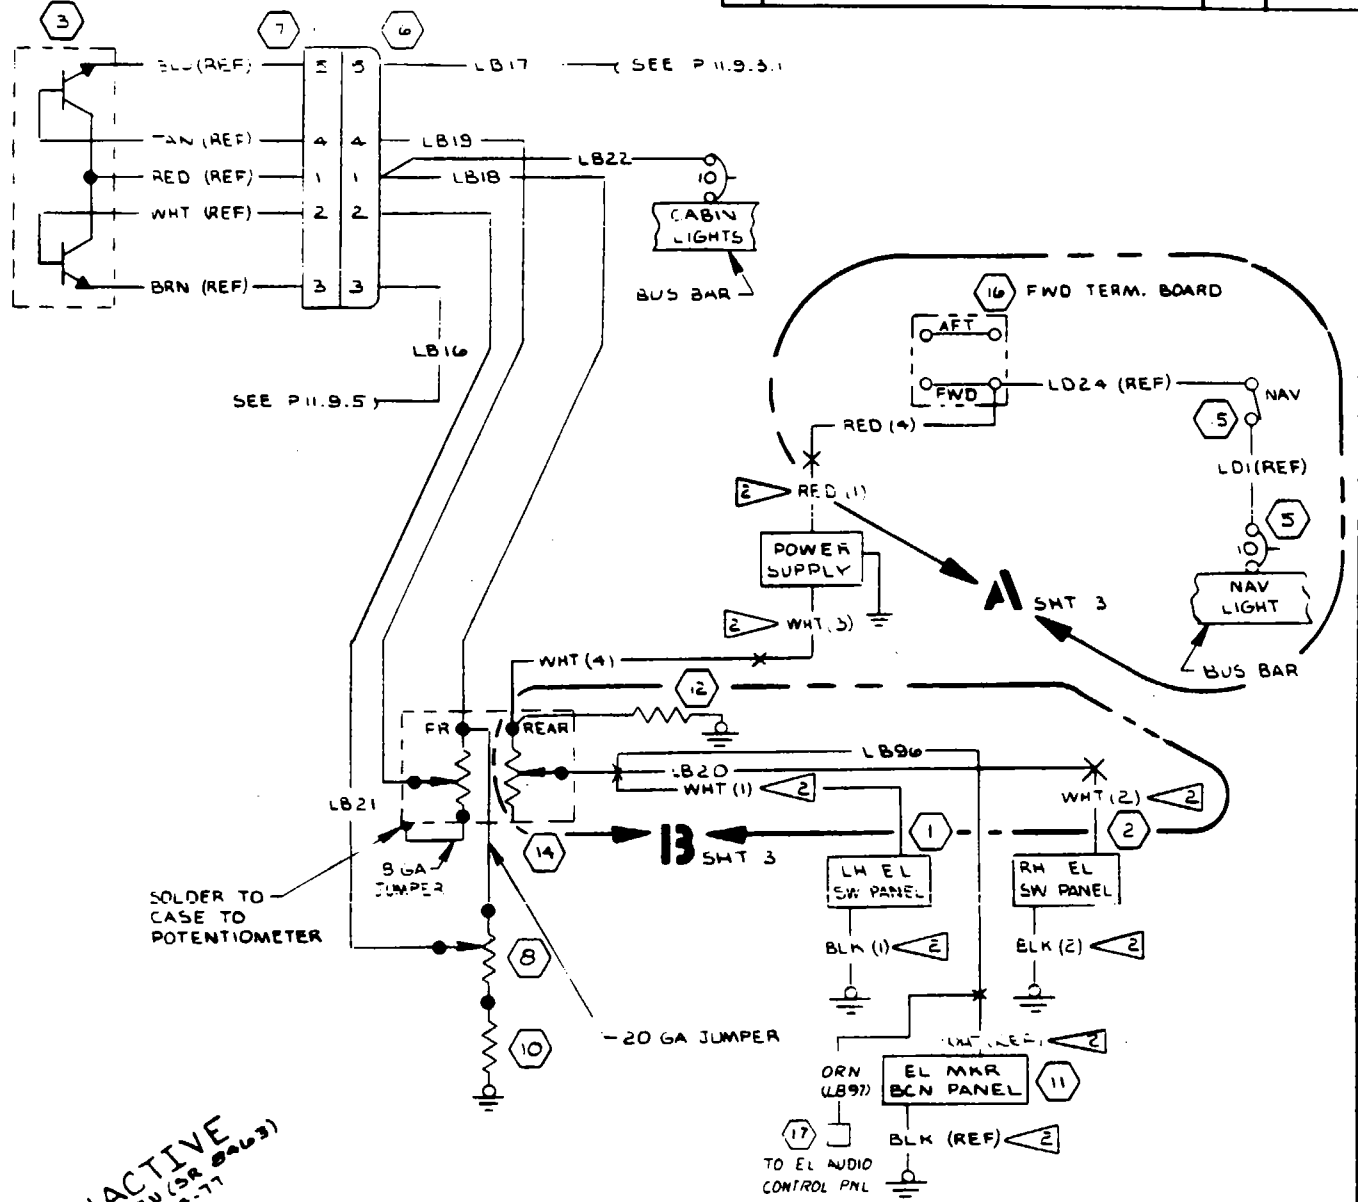 3
7
6
(REF)
5
5
LB17
SEE P 11.9.3.1
TAN (REF)
4
4
LB19
LB22
RED (REF)
1
1
LB18
10
WHT (REF)
2
2
CABIN
LIGHTS
BRN (REF)
3
3
BUS BAR
16
FWD TERM. BOARD
AFT
LB16
FWD
LD24 (REF)
NAV
SEE P 11.9.5
RED (4)
5
LD1 (REF)
2
RED (1)
5
10
POWER
SUPPLY
NAV
LIGHT
A
SHT 3
2
WHT (3)
BUS BAR
WHT (4)
12
FR
REAR
LB96
LB20
WHT (1)
2
WHT (2)
2
LB21
14
B
SHT 3
1
2
8 GA
JUMPER
LH EL
SW PANEL
RH EL
SW PANEL
SOLDER TO
CASE TO
POTENTIOMETER
BLK (1)
2
BLK (2)
2
8
20 GA JUMPER
10
(REF)
2
ORN
(LB97)
EL MKR
BCN PANEL
11
17
BLK (REF)
2
TO EL AUDIO
CONTROL PNL
ACTIVE
(SR 8463)
-77